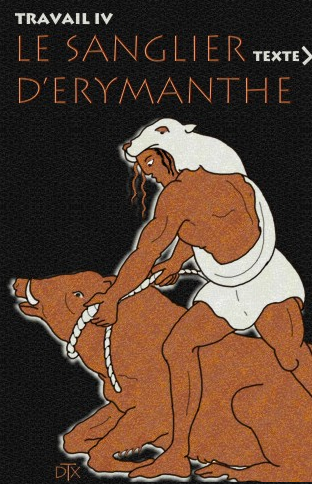 TRAVAIL IV
LE SANGLIER TEXTE>
D'ERYMANTHE
DTX